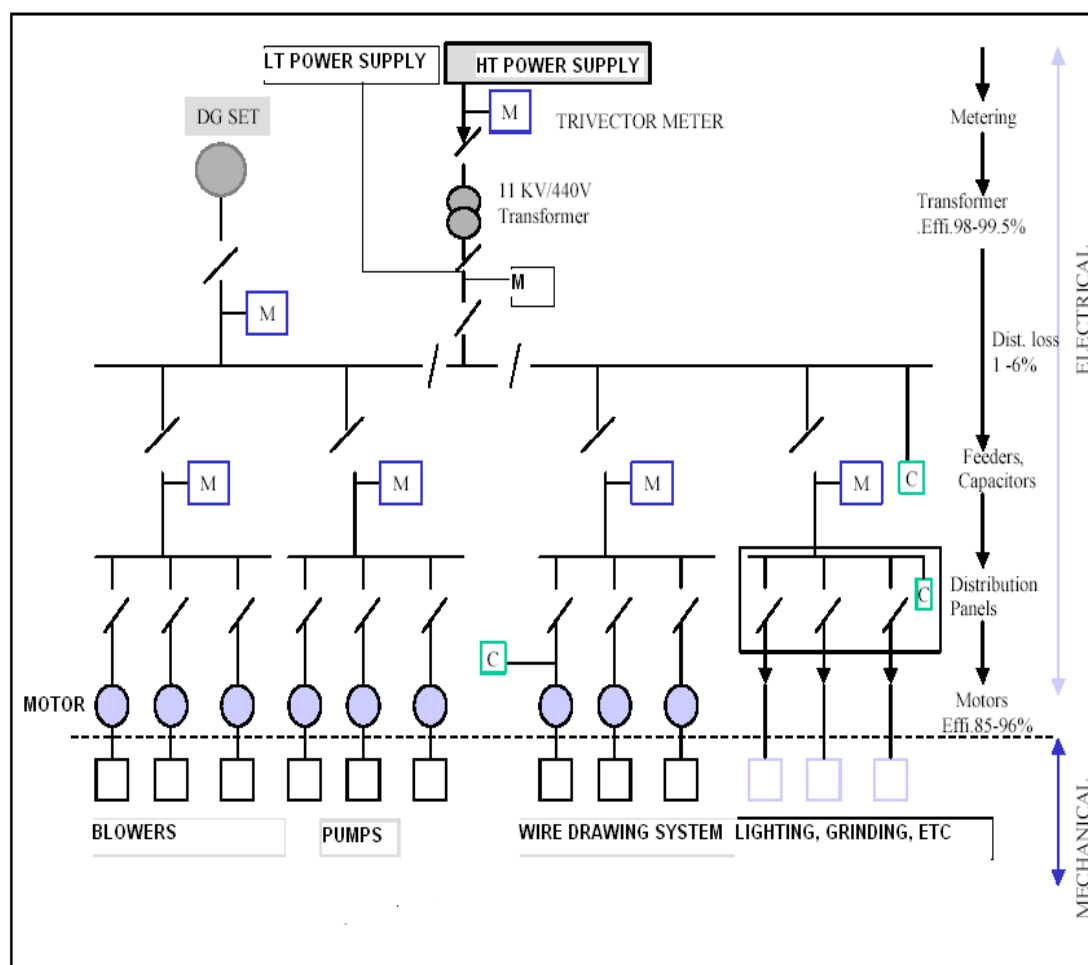 LT POWER SUPPLY
HT POWER SUPPLY
DG SET
M
TRIVECTOR METER
Metering
11 KV/440V
Transformer
Transformer
.Effi.98-99.5%
M
M
Dist. loss
1 -6%
ELECTRICAL
M
M
M
M
C
Feeders,
Capacitors
C
Distribution
Panels
C
MOTOR
Motors
Effi.85-96%
BLOWERS
PUMPS
WIRE DRAWING SYSTEM
LIGHTING, GRINDING, ETC
MECHANICAL